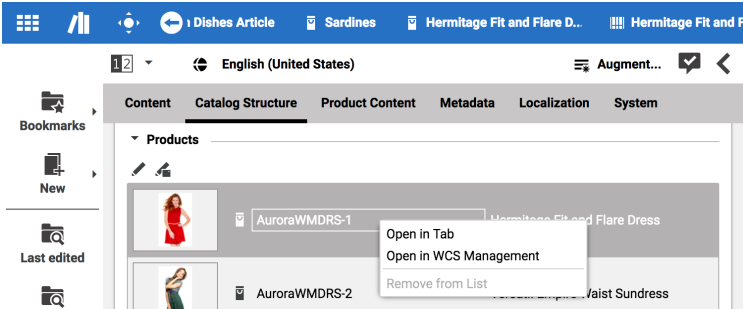 Dishes Article Sardines Hermitage Fit and Flare D... Hermitage Fit and F
12 English (United States) Augment...
Content Catalog Structure Product Content Metadata Localization System
Bookmarks
Products
New
AuroraWMDRS-1 Hermitage Fit and Flare Dress
Open in Tab
Open in WCS Management
Last edited
Remove from List
AuroraWMDRS-2 Empire Waist Sundress